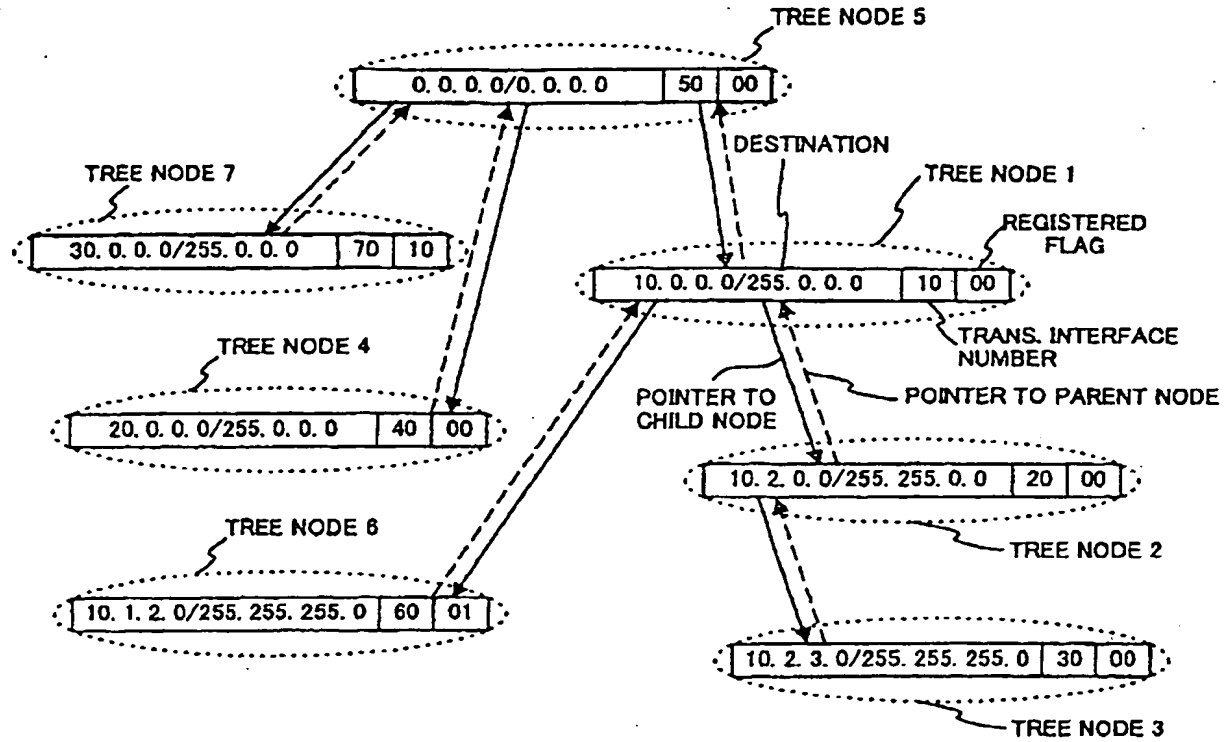 TREE NODE 5
0. 0. 0. 0/0. 0. 0. 0 50 00
DESTINATION
TREE NODE 7
TREE NODE 1
30. 0. 0. 0/255. 0. 0. 0 70 10
REGISTERED
FLAG
10. 0. 0. 0/255. 0. 0. 0 10 00
TREE NODE 4
TRANS. INTERFACE
NUMBER
POINTER TO
CHILD NODE
POINTER TO PARENT NODE
20. 0. 0. 0/255. 0. 0. 0 40 00
10. 2. 0. 0/255. 255. 0. 0 20 00
TREE NODE 6
TREE NODE 2
10. 1. 2. 0/255. 255. 255. 0 60 01
10. 2. 3. 0/255. 255. 255. 0 30 00
TREE NODE 3